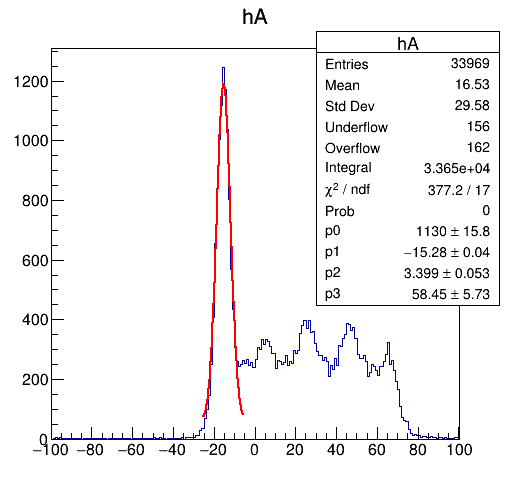 hA
hA
Entries 33969
Mean 16.53
Std Dev 29.58
Underflow 156
Overflow 162
Integral 3.365e+04
χ² / ndf 377.2 / 17
Prob 0
p0 1130 ± 15.8
p1 −15.28 ± 0.04
p2 3.399 ± 0.053
p3 58.45 ± 5.73
1200
1000
800
600
400
200
0
−100 −80 −60 −40 −20 0 20 40 60 80 100